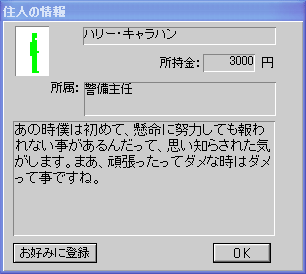 住人の情報
ハリー・キャラハン
所持金: 3000 円
所属: 警備主任
あの時僕は初めて、懸命に努力しても報わ
れない事があるんだって、思い知らされた気
がします。まあ、頑張ったってダメな時はダメ
って事ですね。
お好みに登録 OK